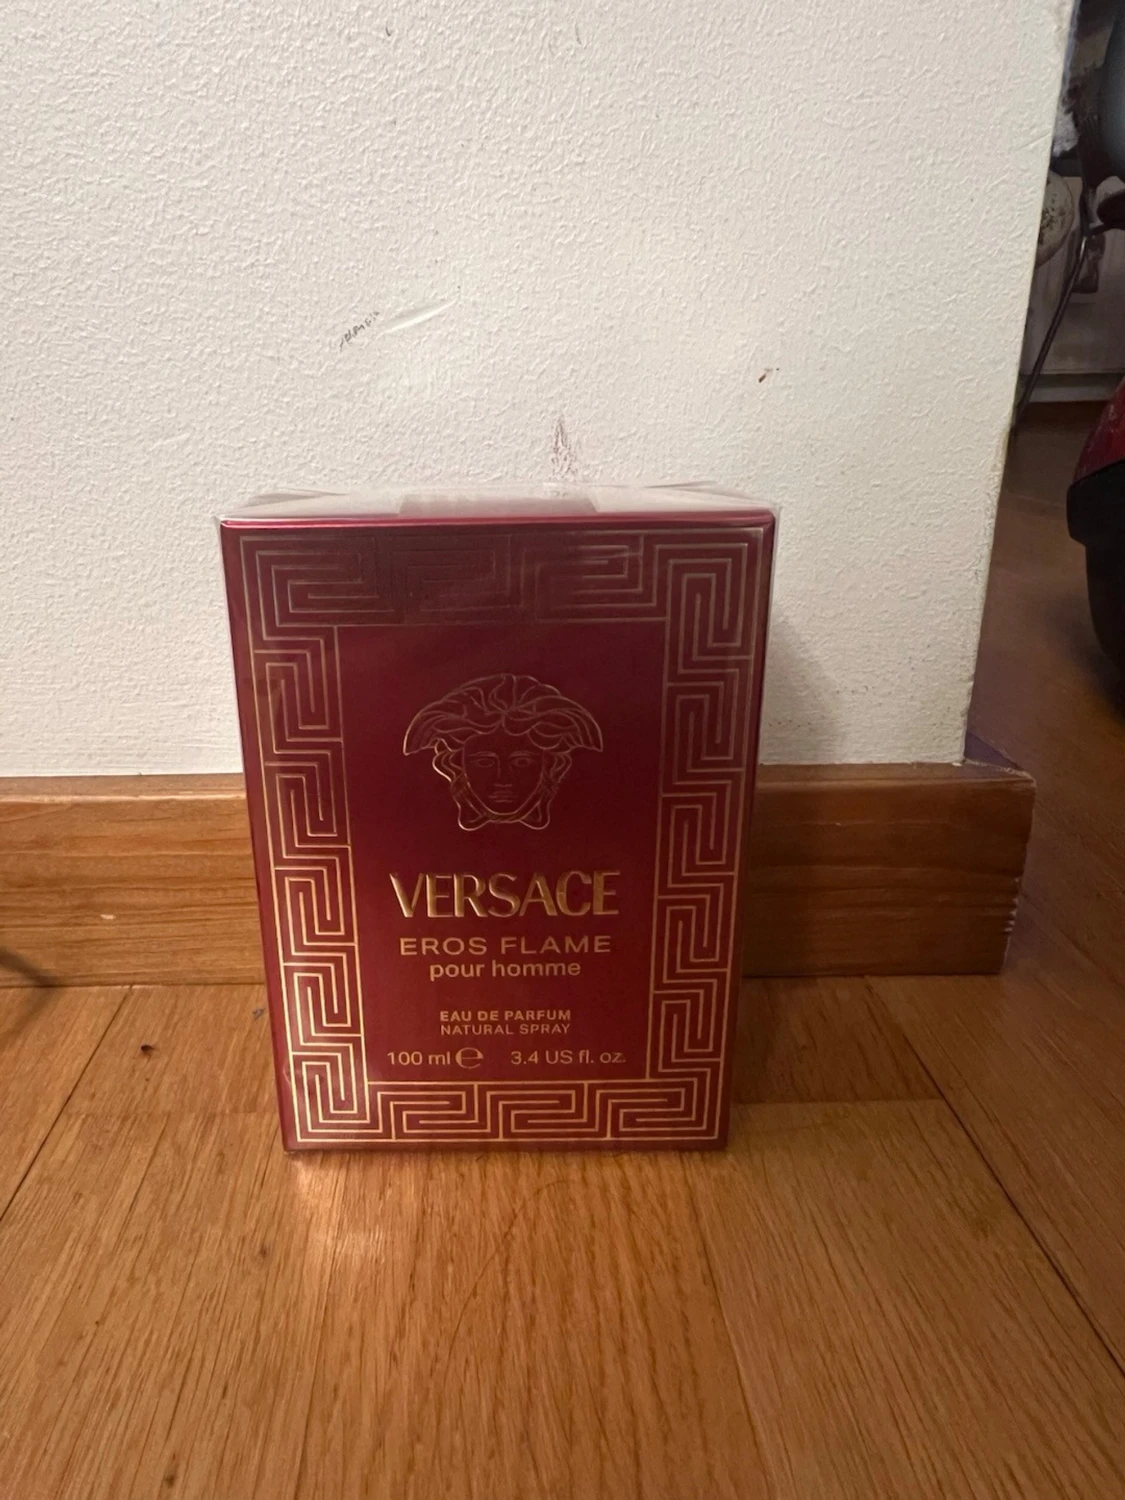 VERSACE
EROS FLAME
pour homme
EAU DE PARFUM
NATURAL SPRAY
100 ml ℮ 3.4 US fl. oz.